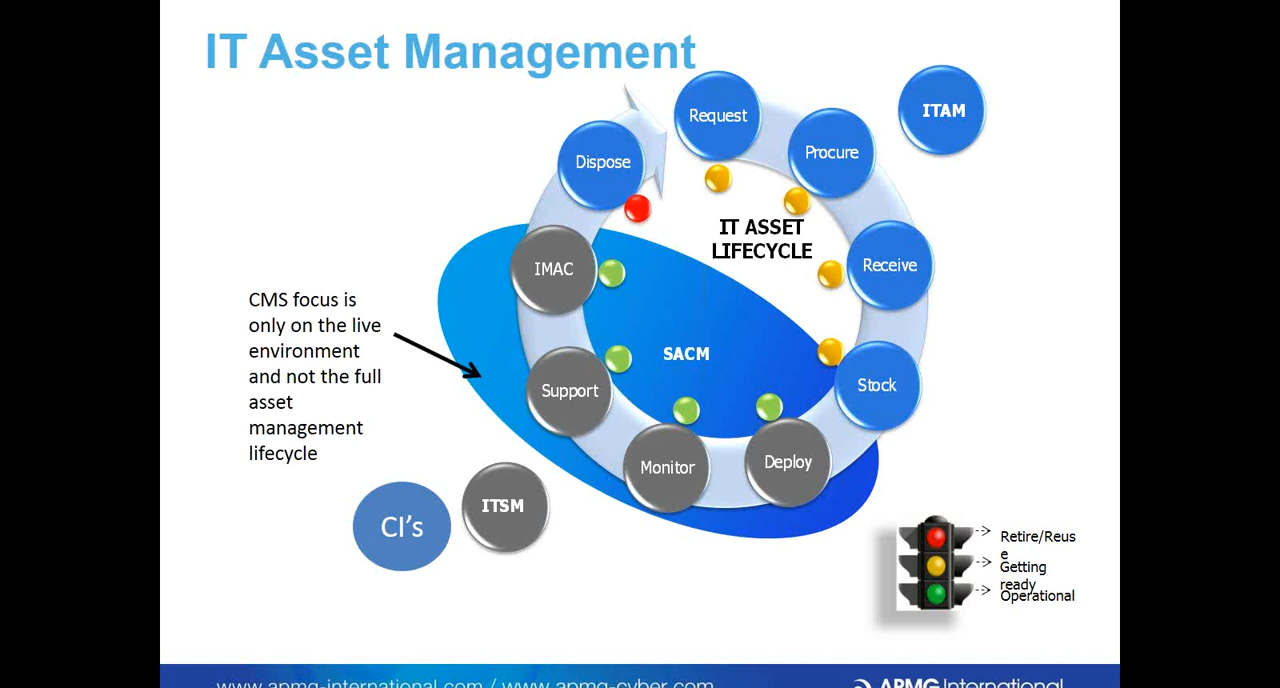 IT Asset Management
Request
ITAM
Procure
Dispose
IT ASSET
LIFECYCLE
Receive
IMAC
CMS focus is
only on the live
environment
and not the full
asset
management
lifecycle
SACM
Stock
Support
Monitor
Deploy
ITSM
CI’s
Retire/Reus
e
Getting
ready
Operational
www.apmg-international.com / www.apmg-cyber.com
APMG International